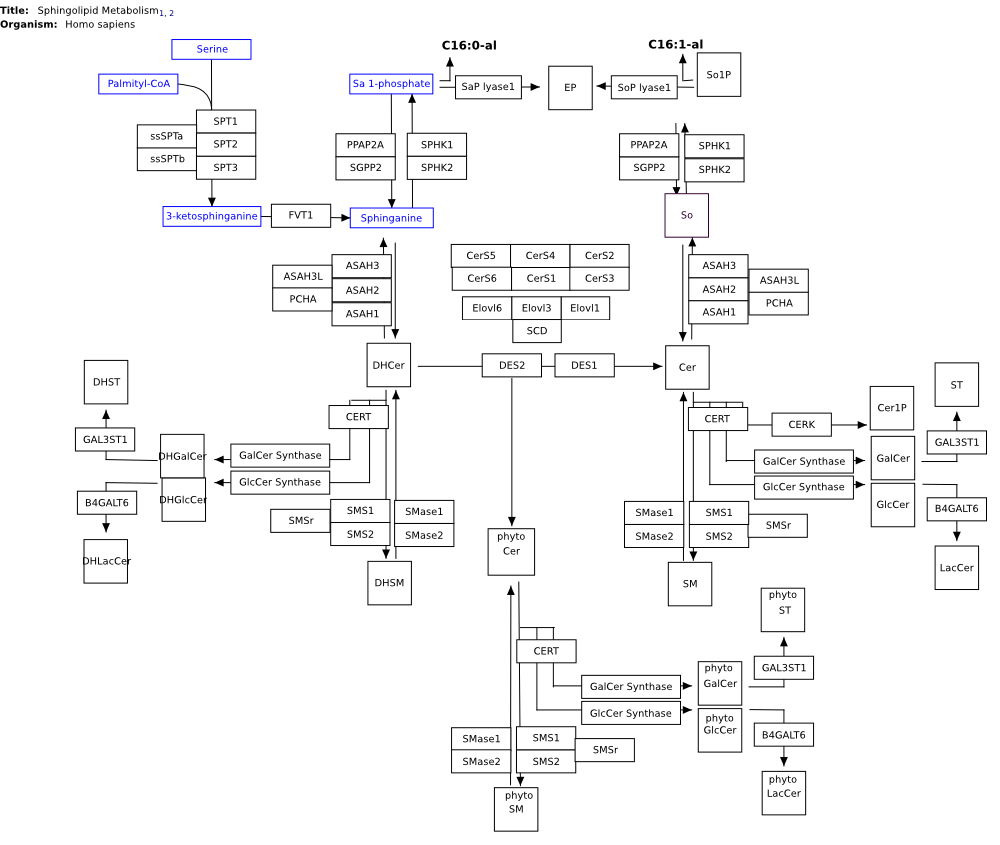 Title: Sphingolipid Metabolism1, 2
Organism: Homo sapiens
C16:0-al
C16:1-al
Serine
Palmityl-CoA
Sa 1-phosphate
SaP lyase1
EP
SoP lyase1
So1P
SPT1
ssSPTa
SPT2
ssSPTb
SPT3
PPAP2A
SPHK1
SGPP2
SPHK2
PPAP2A
SPHK1
SGPP2
SPHK2
3-ketosphinganine
FVT1
Sphinganine
So
ASAH3
ASAH3L
ASAH2
PCHA
ASAH1
CerS5
CerS4
CerS2
CerS6
CerS1
CerS3
Elovl6
Elovl3
Elovl1
SCD
ASAH3
ASAH3L
ASAH2
PCHA
ASAH1
DHCer
DES2
DES1
Cer
DHST
GAL3ST1
DHGalCer
GalCer Synthase
CERT
B4GALT6
DHGlcCer
GlcCer Synthase
DHLacCer
SMSr
SMS1
SMS2
SMase1
SMase2
DHSM
CERT
CERK
Cer1P
ST
GAL3ST1
GalCer Synthase
GalCer
GlcCer Synthase
GlcCer
B4GALT6
LacCer
SMase1
SMase2
SMS1
SMS2
SMSr
SM
phyto
Cer
CERT
phyto
ST
GAL3ST1
GalCer Synthase
phyto
GalCer
GlcCer Synthase
phyto
GlcCer
B4GALT6
phyto
LacCer
SMase1
SMase2
SMS1
SMS2
SMSr
phyto
SM